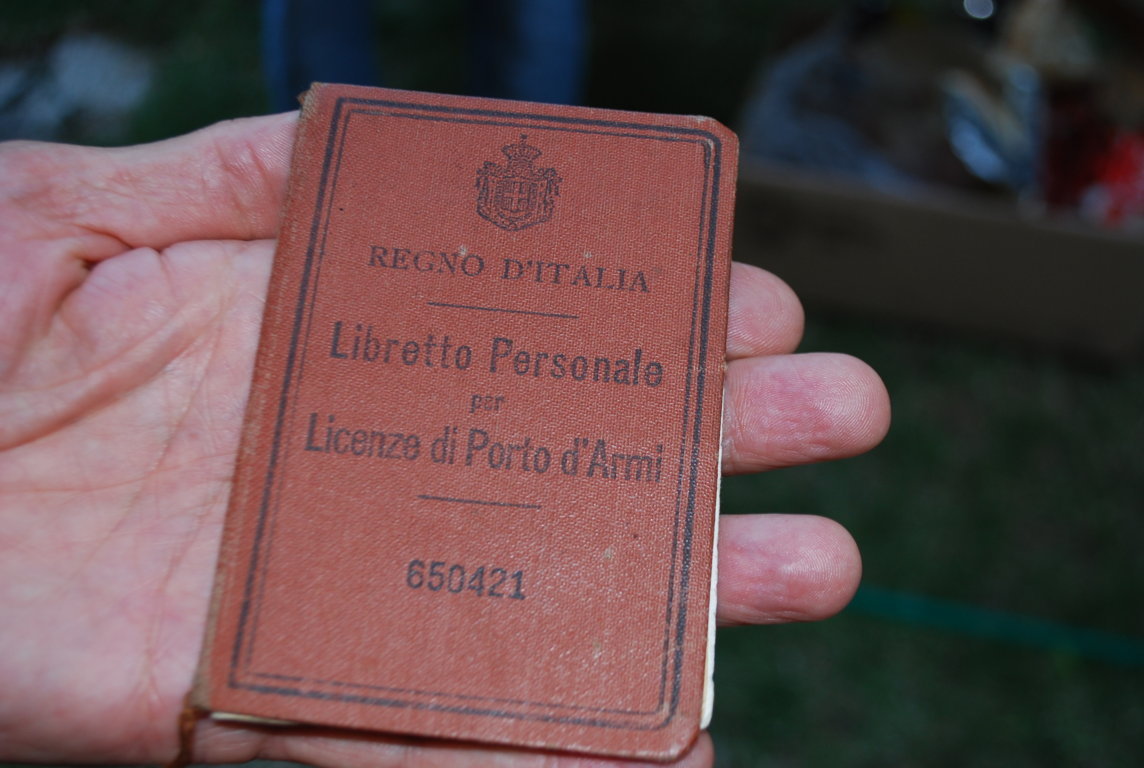 REGNO D'ITALIA
Libretto Personale
per
Licenze di Porto d'Armi
650421